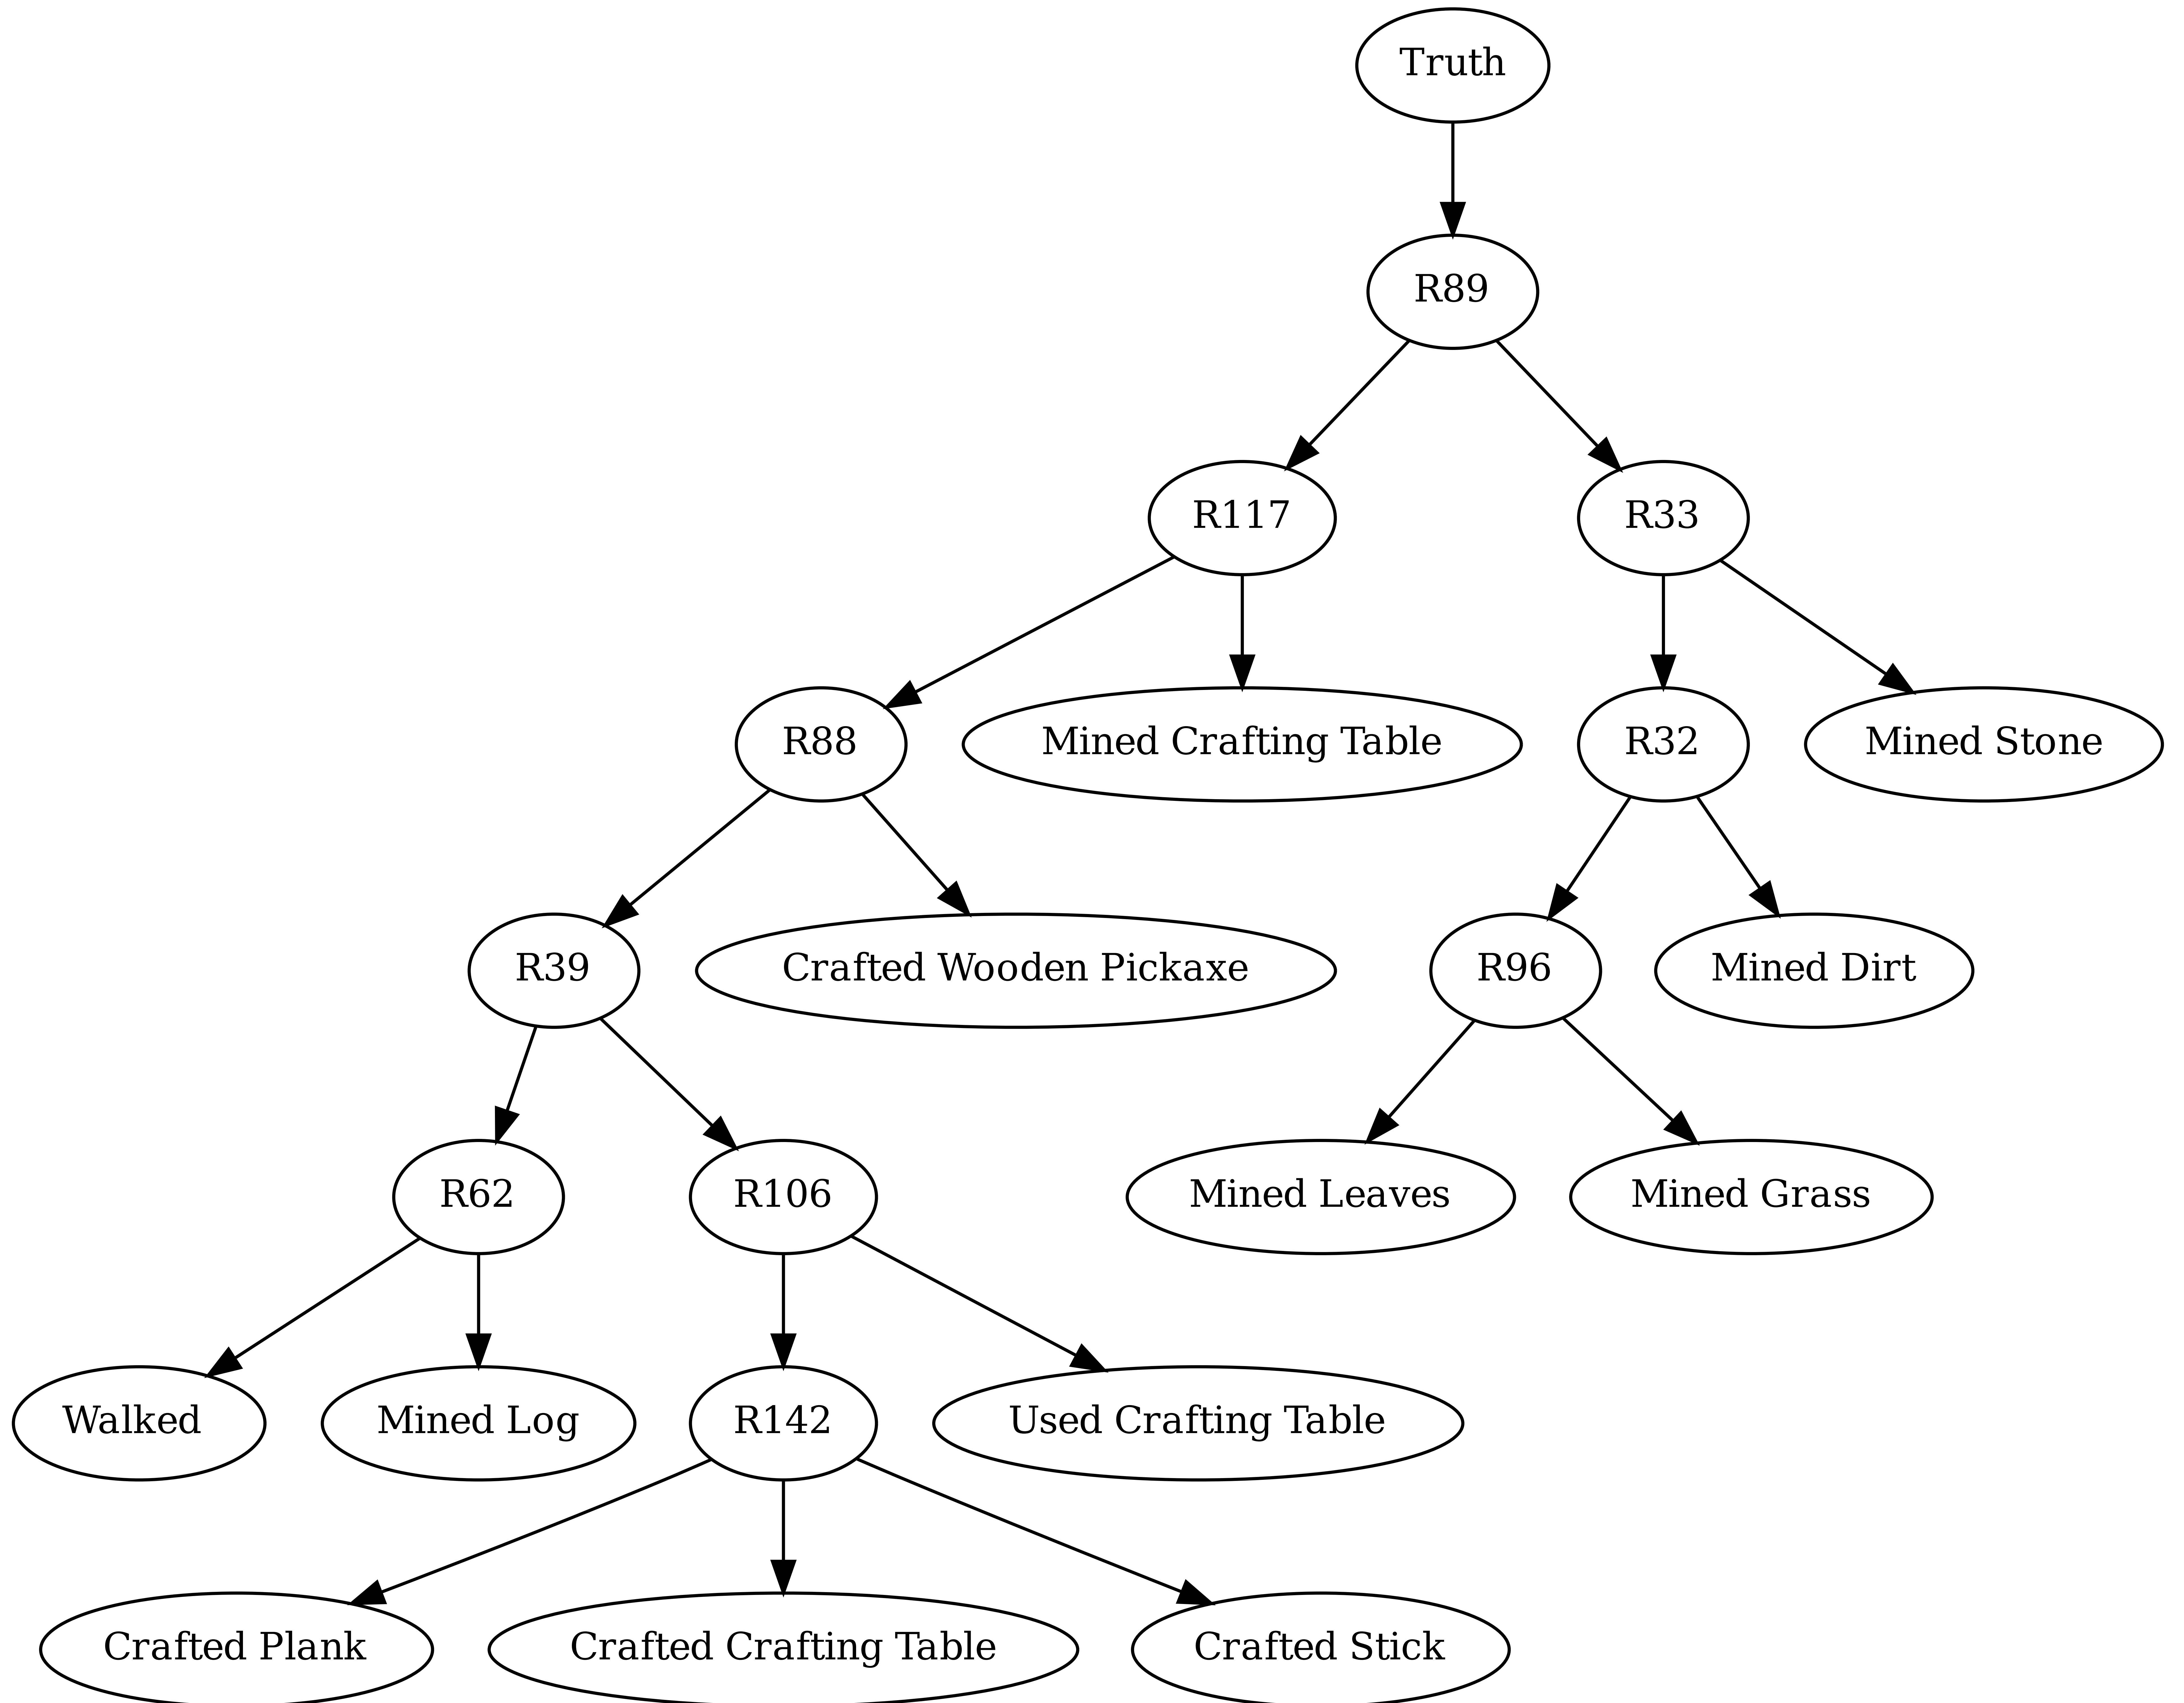 Truth
R89
R117
R33
R88
Mined Crafting Table
R32
Mined Stone
R39
Crafted Wooden Pickaxe
R96
Mined Dirt
R62
R106
Mined Leaves
Mined Grass
Walked
Mined Log
R142
Used Crafting Table
Crafted Plank
Crafted Crafting Table
Crafted Stick